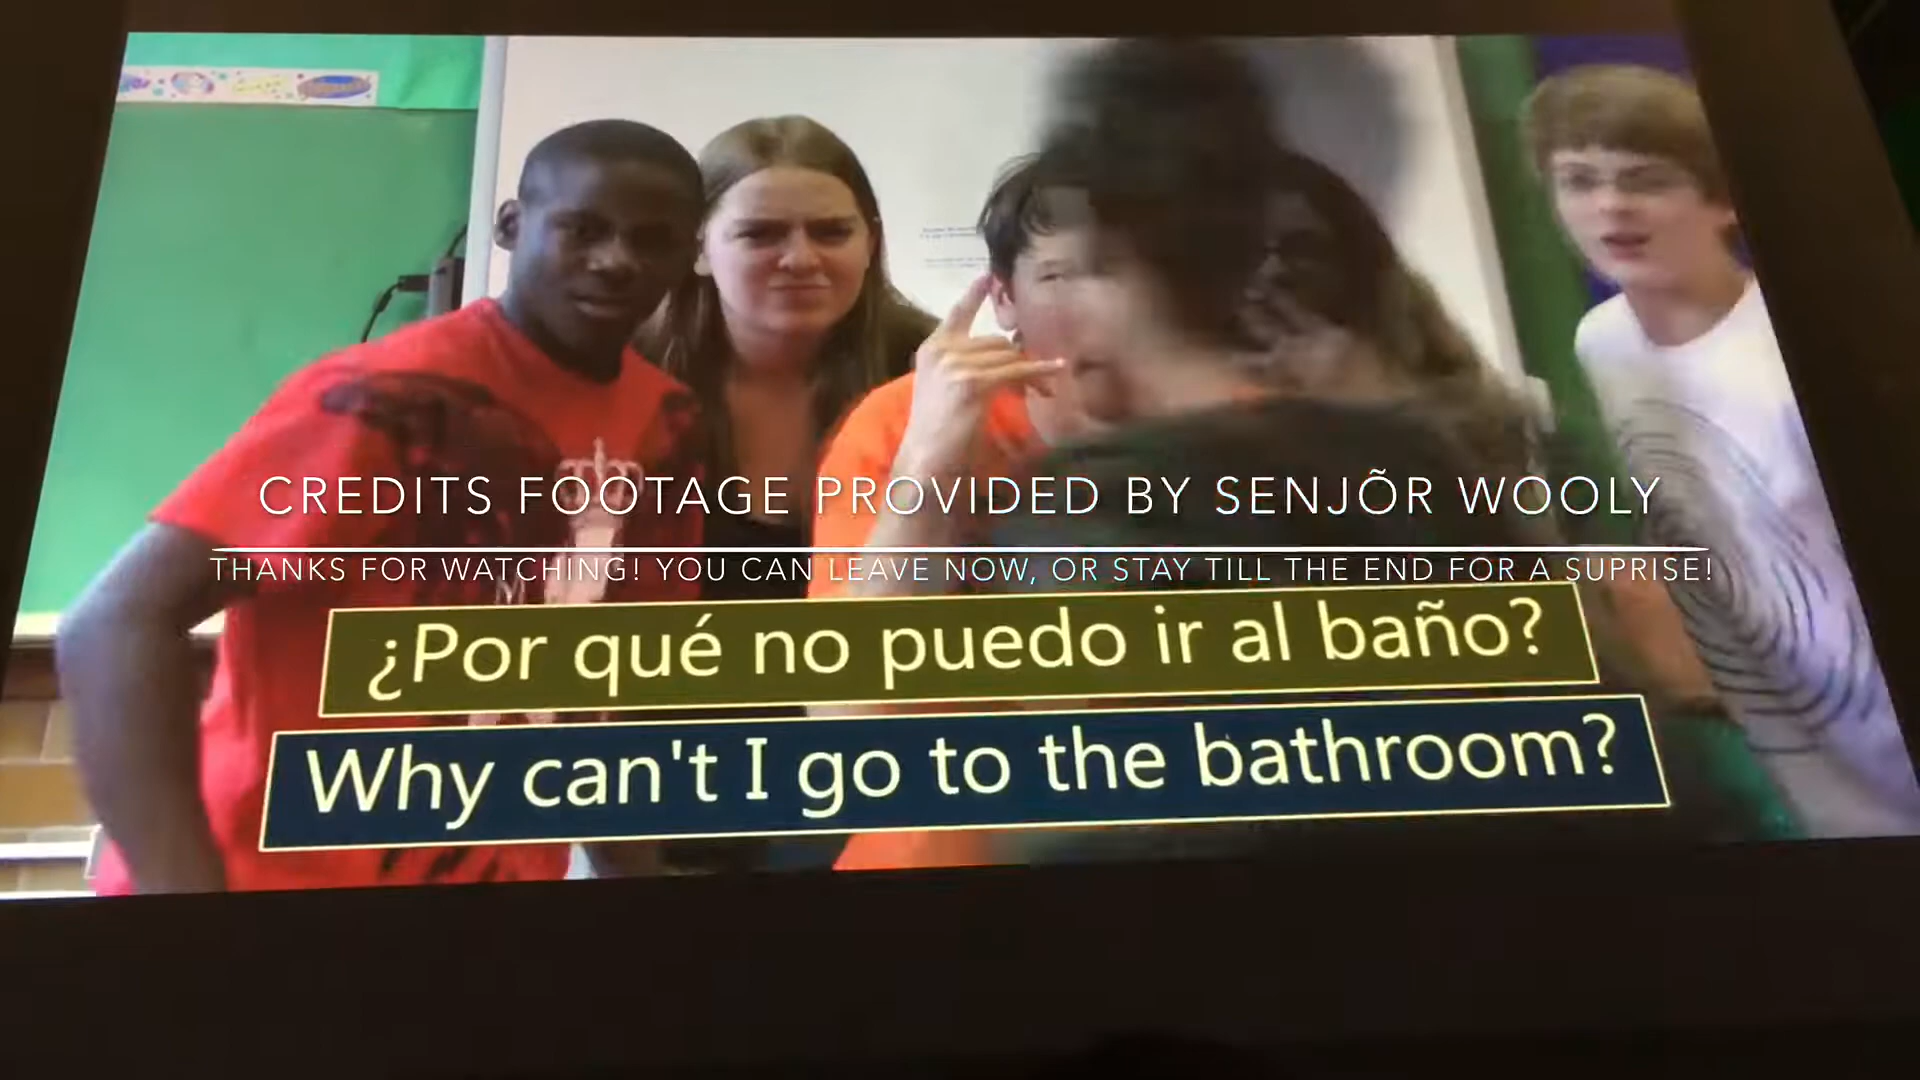 CREDITS FOOTAGE PROVIDED BY SENJÕR WOOLY
THANKS FOR WATCHING! YOU CAN LEAVE NOW, OR STAY TILL THE END FOR A SUPRISE!
¿Por qué no puedo ir al baño?
Why can't I go to the bathroom?